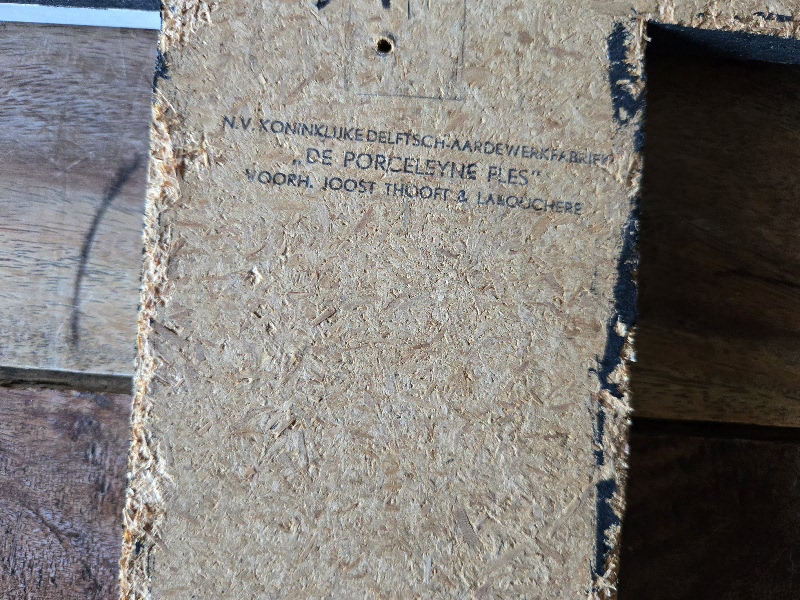 N.V. KONINKLIJKE DELFTSCH-AARDEWERKFABRIEK
„DE PORCELEYNE FLES"
VOORH. JOOST THOOFT & LABOUCHERE